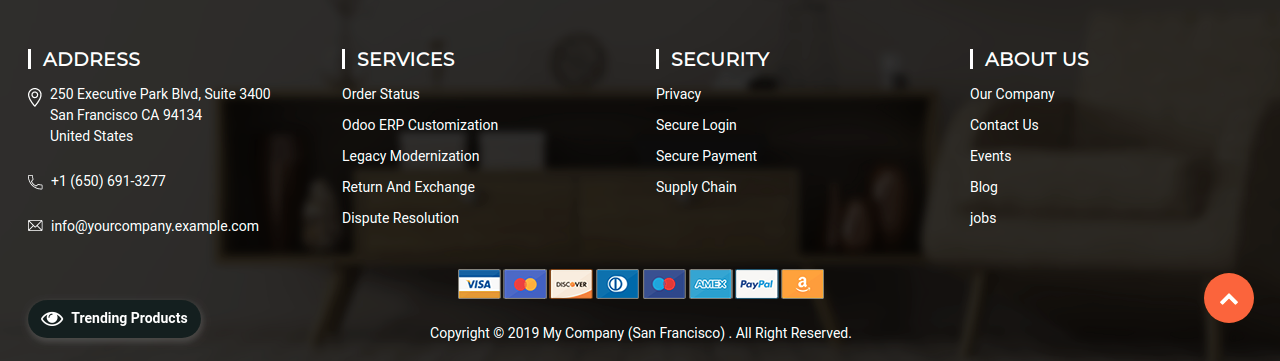 ADDRESS
250 Executive Park Blvd, Suite 3400
San Francisco CA 94134
United States
+1 (650) 691-3277
info@yourcompany.example.com
SERVICES
Order Status
Odoo ERP Customization
Legacy Modernization
Return And Exchange
Dispute Resolution
SECURITY
Privacy
Secure Login
Secure Payment
Supply Chain
ABOUT US
Our Company
Contact Us
Events
Blog
jobs
VISA DISCOVER AMEX PayPal a
Trending Products
Copyright © 2019 My Company (San Francisco) . All Right Reserved.